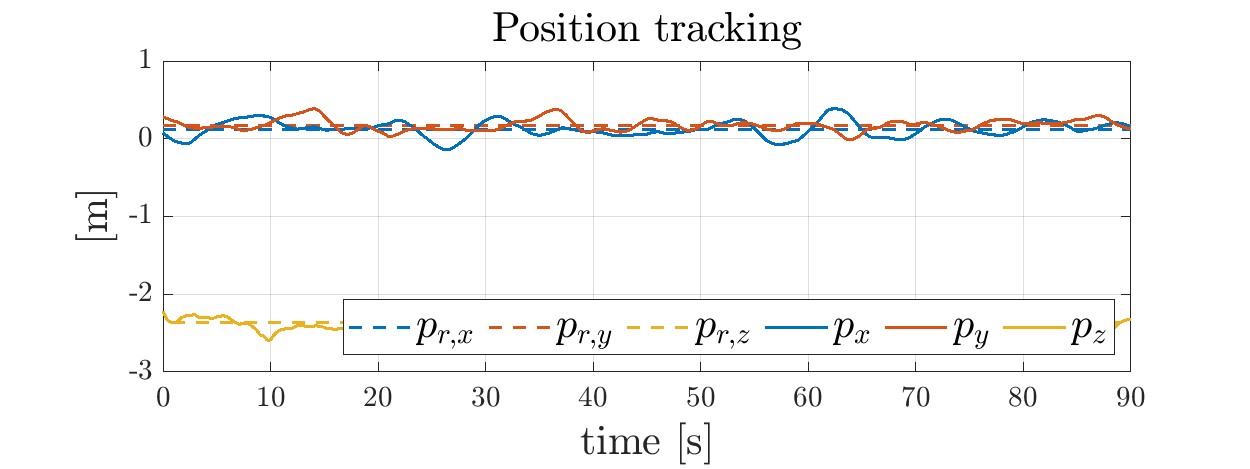 Position tracking
1
0
-1
-2
-3
[m]
p_{r,x} p_{r,y} p_{r,z} p_x p_y p_z
0 10 20 30 40 50 60 70 80 90
time [s]